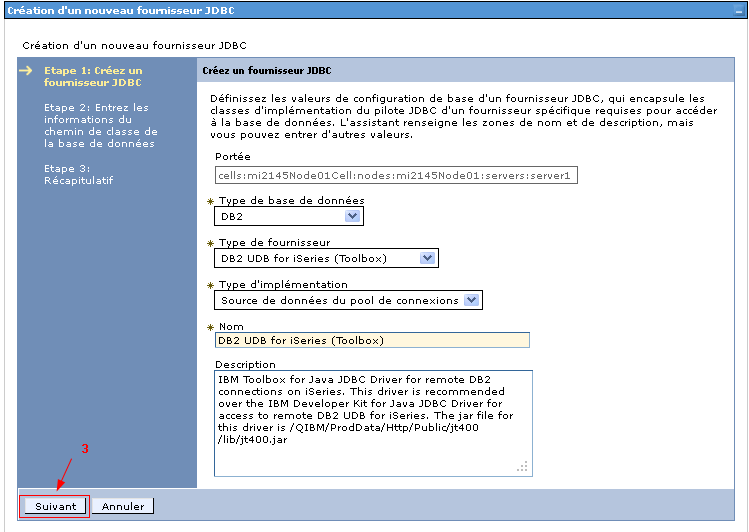 Création d'un nouveau fournisseur JDBC
Création d'un nouveau fournisseur JDBC
Etape 1: Créez un
fournisseur JDBC
Etape 2: Entrez les
informations du
chemin de classe de
la base de données
Etape 3:
Récapitulatif
Créez un fournisseur JDBC
Définissez les valeurs de configuration de base d'un fournisseur JDBC, qui encapsule les
classes d'implémentation du pilote JDBC d'un fournisseur spécifique requises pour accéder
à la base de données. L'assistant renseigne les zones de nom et de description, mais
vous pouvez entrer d'autres valeurs.
Portée
cells:mi2145Node01Cell:nodes:mi2145Node01:servers:server1
* Type de base de données
DB2
* Type de fournisseur
DB2 UDB for iSeries (Toolbox)
* Type d'implémentation
Source de données du pool de connexions
* Nom
DB2 UDB for iSeries (Toolbox)
Description
IBM Toolbox for Java JDBC Driver for remote DB2
connections on iSeries. This driver is recommended
over the IBM Developer Kit for Java JDBC Driver for
access to remote DB2 UDB for iSeries. The jar file for
this driver is /QIBM/ProdData/Http/Public/jt400
/lib/jt400.jar
3
Suivant Annuler